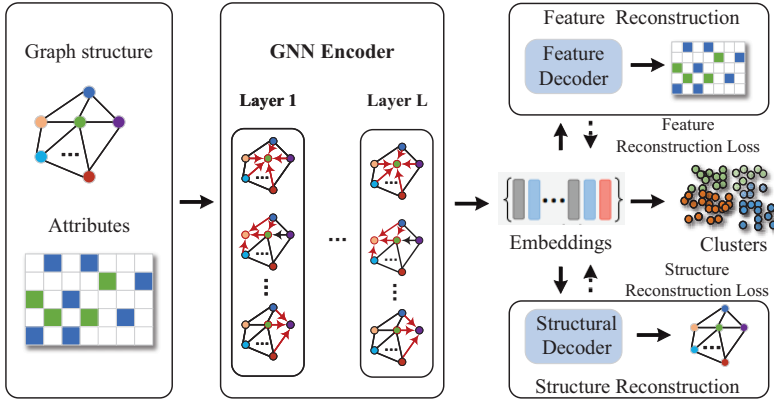 Graph structure
...
Attributes
GNN Encoder
Layer 1
Layer L
...
...
...
...
...
...
...
...
...
Feature Reconstruction
Feature
Decoder
Feature
Reconstruction Loss
{ ... }
Embeddings
Clusters
Structure
Reconstruction Loss
Structural
Decoder
...
Structure Reconstruction